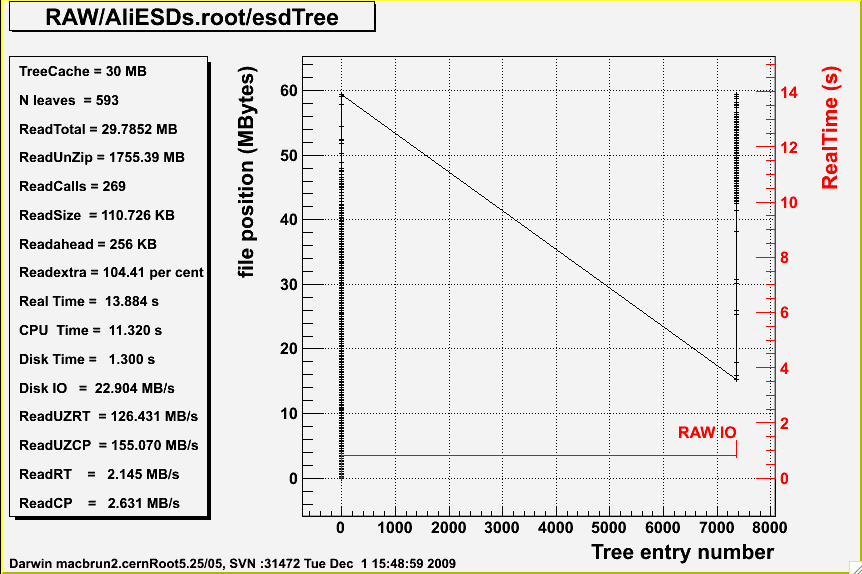 RAW/AliESDs.root/esdTree
TreeCache = 30 MB
N leaves = 593
ReadTotal = 29.7852 MB
ReadUnZip = 1755.39 MB
ReadCalls = 269
ReadSize = 110.726 KB
Readahead = 256 KB
Readextra = 104.41 per cent
Real Time = 13.884 s
CPU Time = 11.320 s
Disk Time = 1.300 s
Disk IO = 22.904 MB/s
ReadUZRT = 126.431 MB/s
ReadUZCP = 155.070 MB/s
ReadRT = 2.145 MB/s
ReadCP = 2.631 MB/s
file position (MBytes)
60
50
40
30
20
10
0
0 1000 2000 3000 4000 5000 6000 7000 8000
Tree entry number
RAW IO
RealTime (s)
14
12
10
8
6
4
2
0
Darwin macbrun2.cernRoot5.25/05, SVN :31472 Tue Dec 1 15:48:59 2009